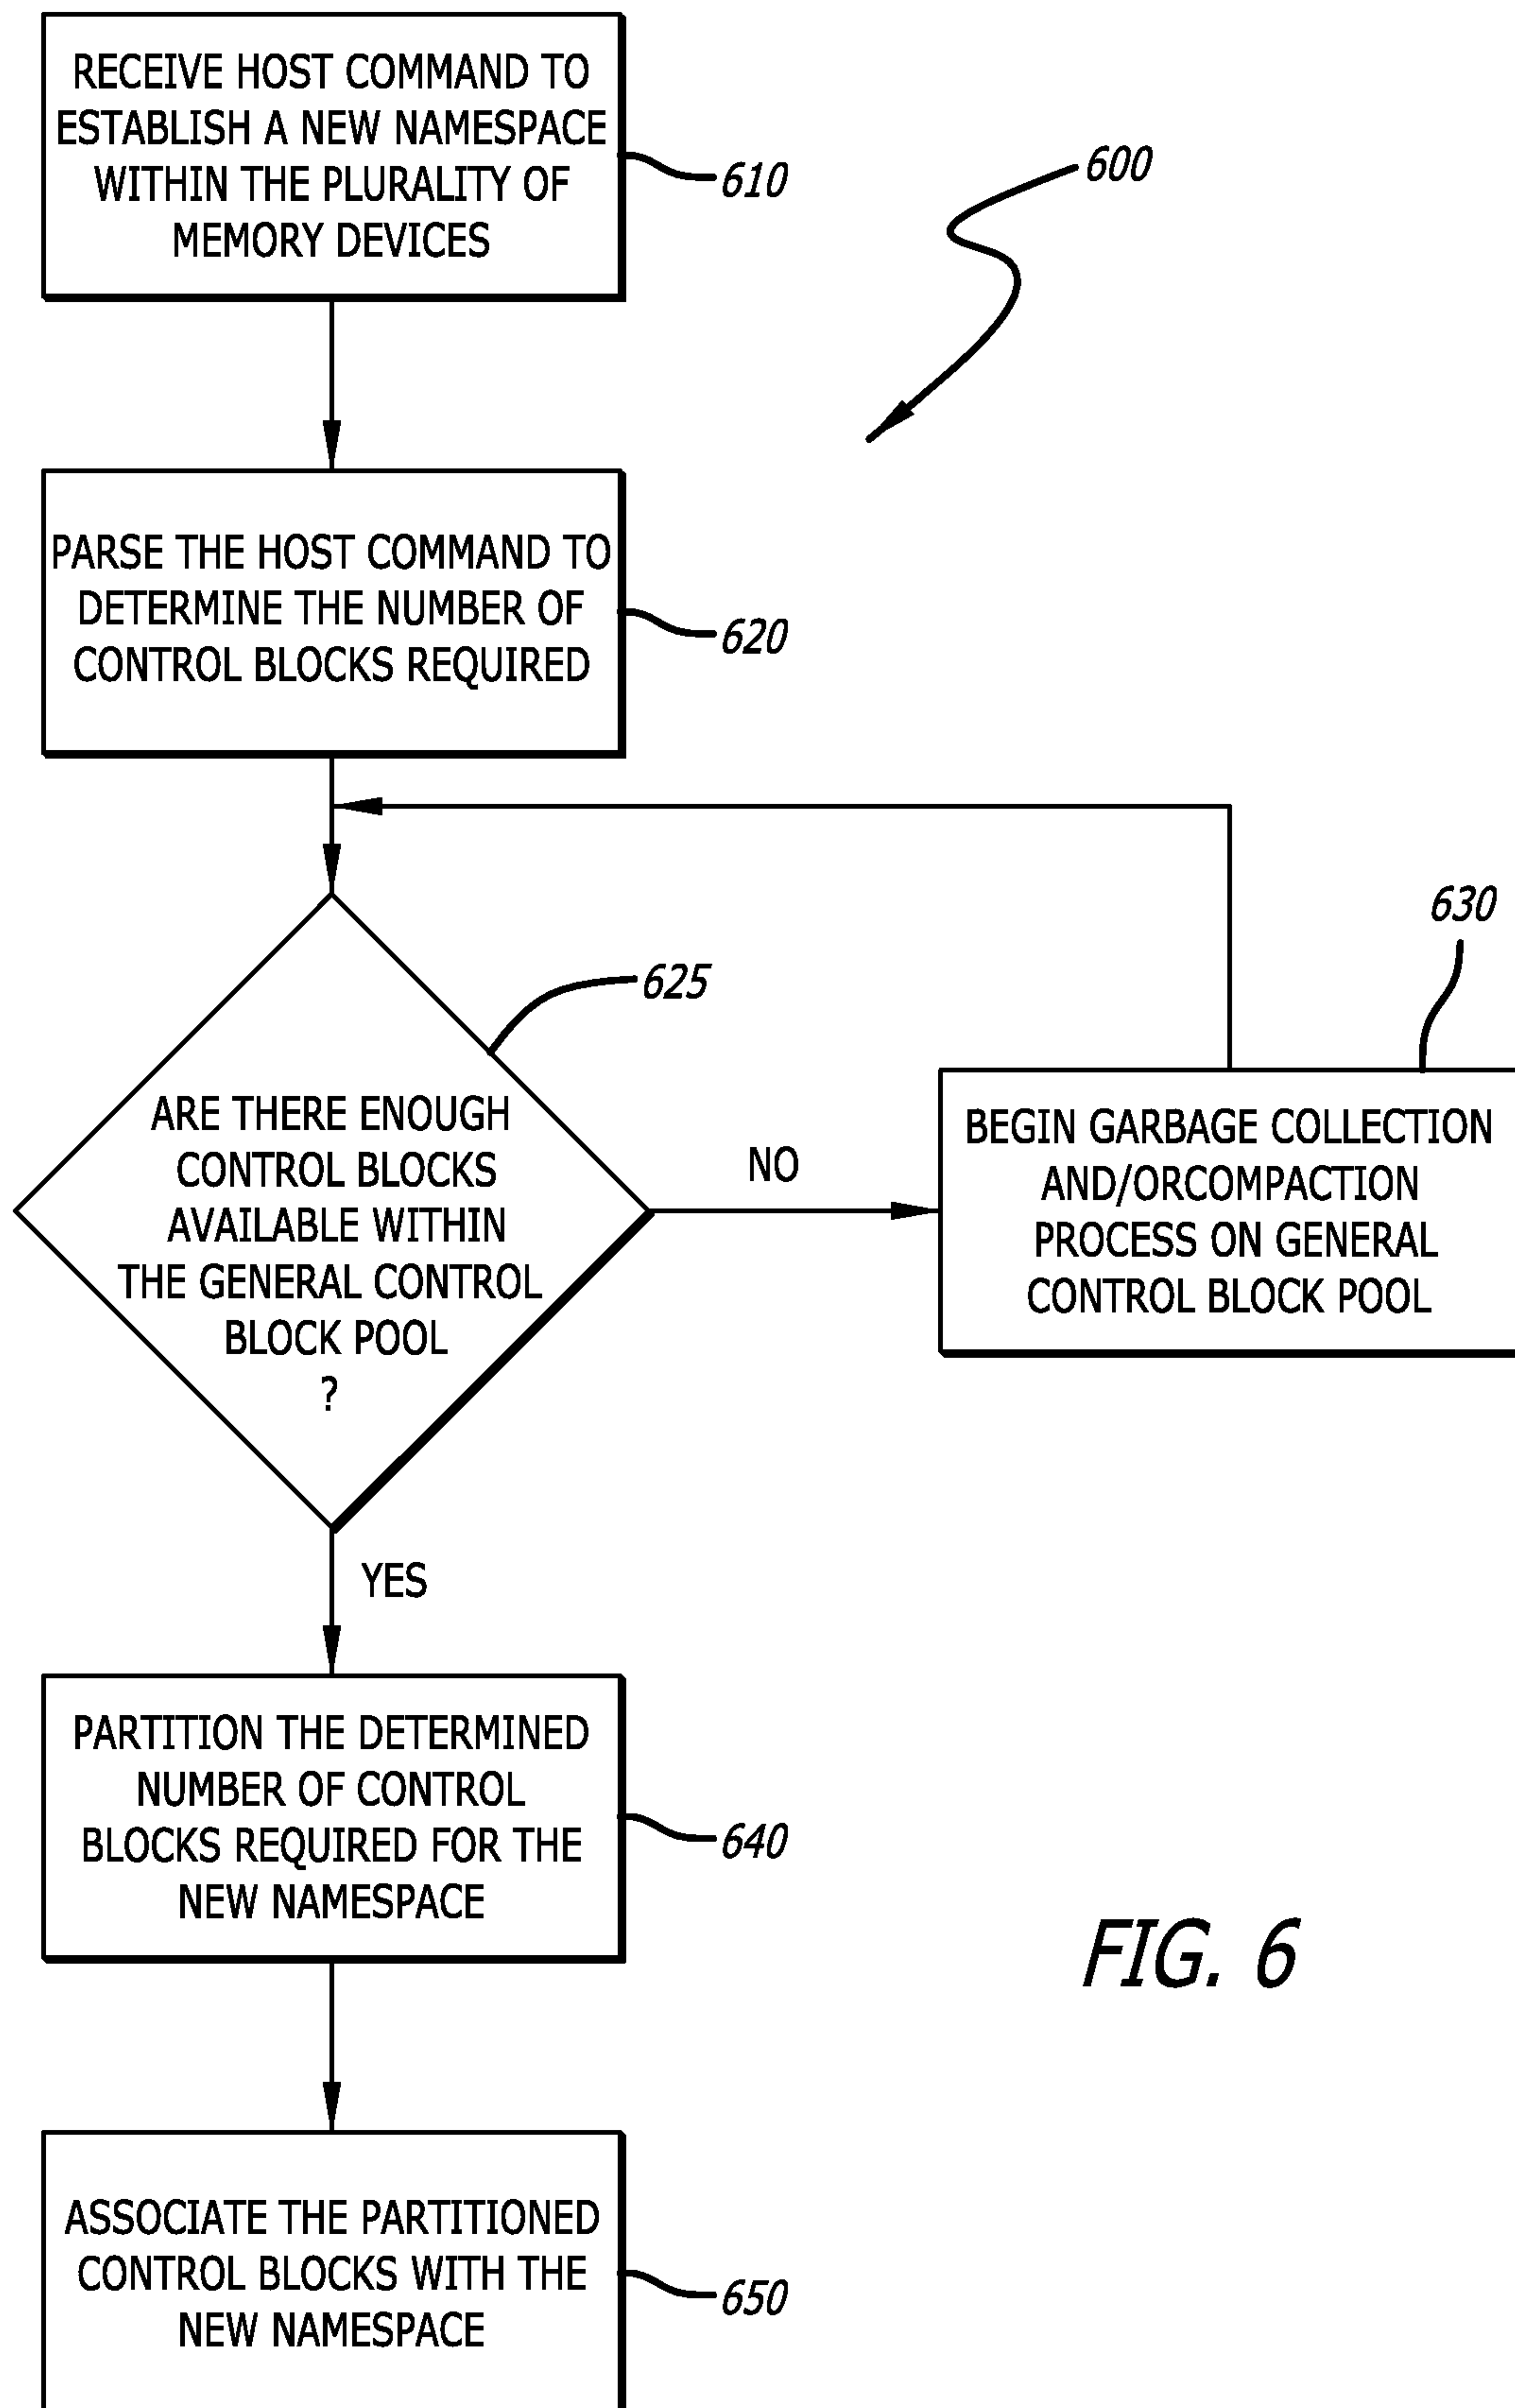 RECEIVE HOST COMMAND TO
ESTABLISH A NEW NAMESPACE
WITHIN THE PLURALITY OF
MEMORY DEVICES
610
600
PARSE THE HOST COMMAND TO
DETERMINE THE NUMBER OF
CONTROL BLOCKS REQUIRED
620
625
ARE THERE ENOUGH
CONTROL BLOCKS
AVAILABLE WITHIN
THE GENERAL CONTROL
BLOCK POOL
?
NO
630
BEGIN GARBAGE COLLECTION
AND/ORCOMPACTION
PROCESS ON GENERAL
CONTROL BLOCK POOL
YES
PARTITION THE DETERMINED
NUMBER OF CONTROL
BLOCKS REQUIRED FOR THE
NEW NAMESPACE
640
FIG. 6
ASSOCIATE THE PARTITIONED
CONTROL BLOCKS WITH THE
NEW NAMESPACE
650